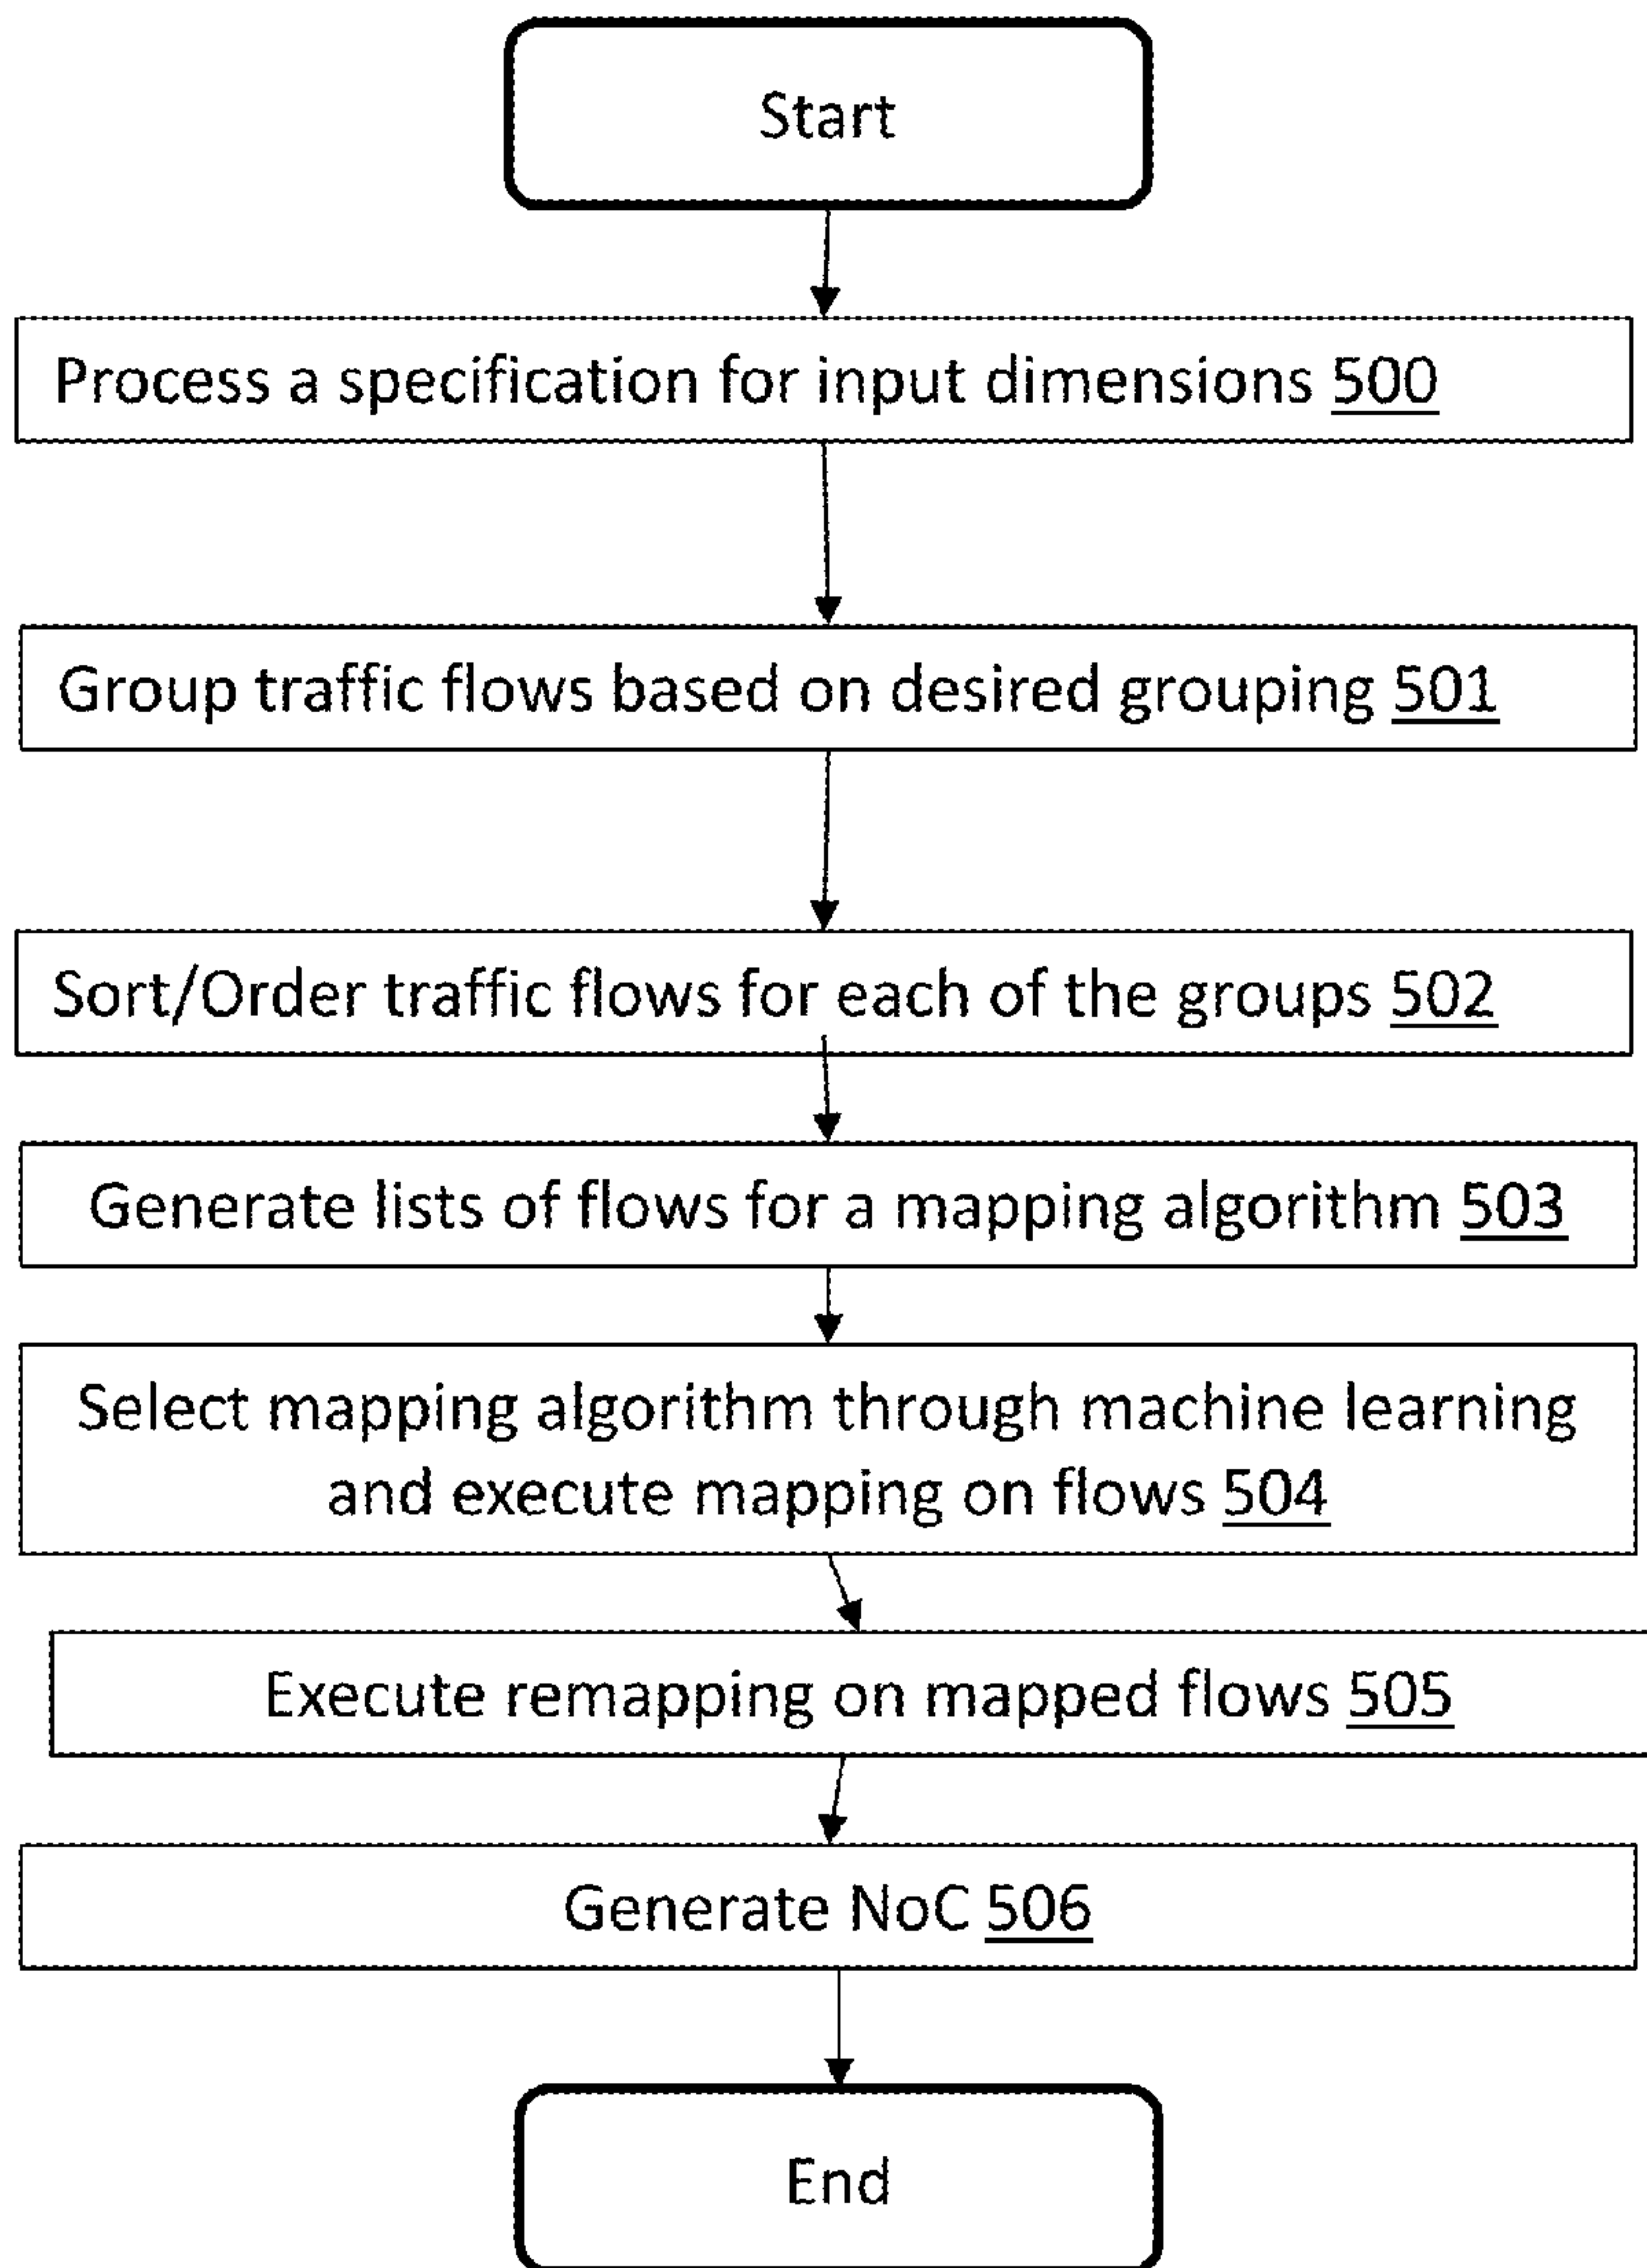 Start
Process a specification for input dimensions 500
Group traffic flows based on desired grouping 501
Sort/Order traffic flows for each of the groups 502
Generate lists of flows for a mapping algorithm 503
Select mapping algorithm through machine learning
and execute mapping on flows 504
Execute remapping on mapped flows 505
Generate NoC 506
End